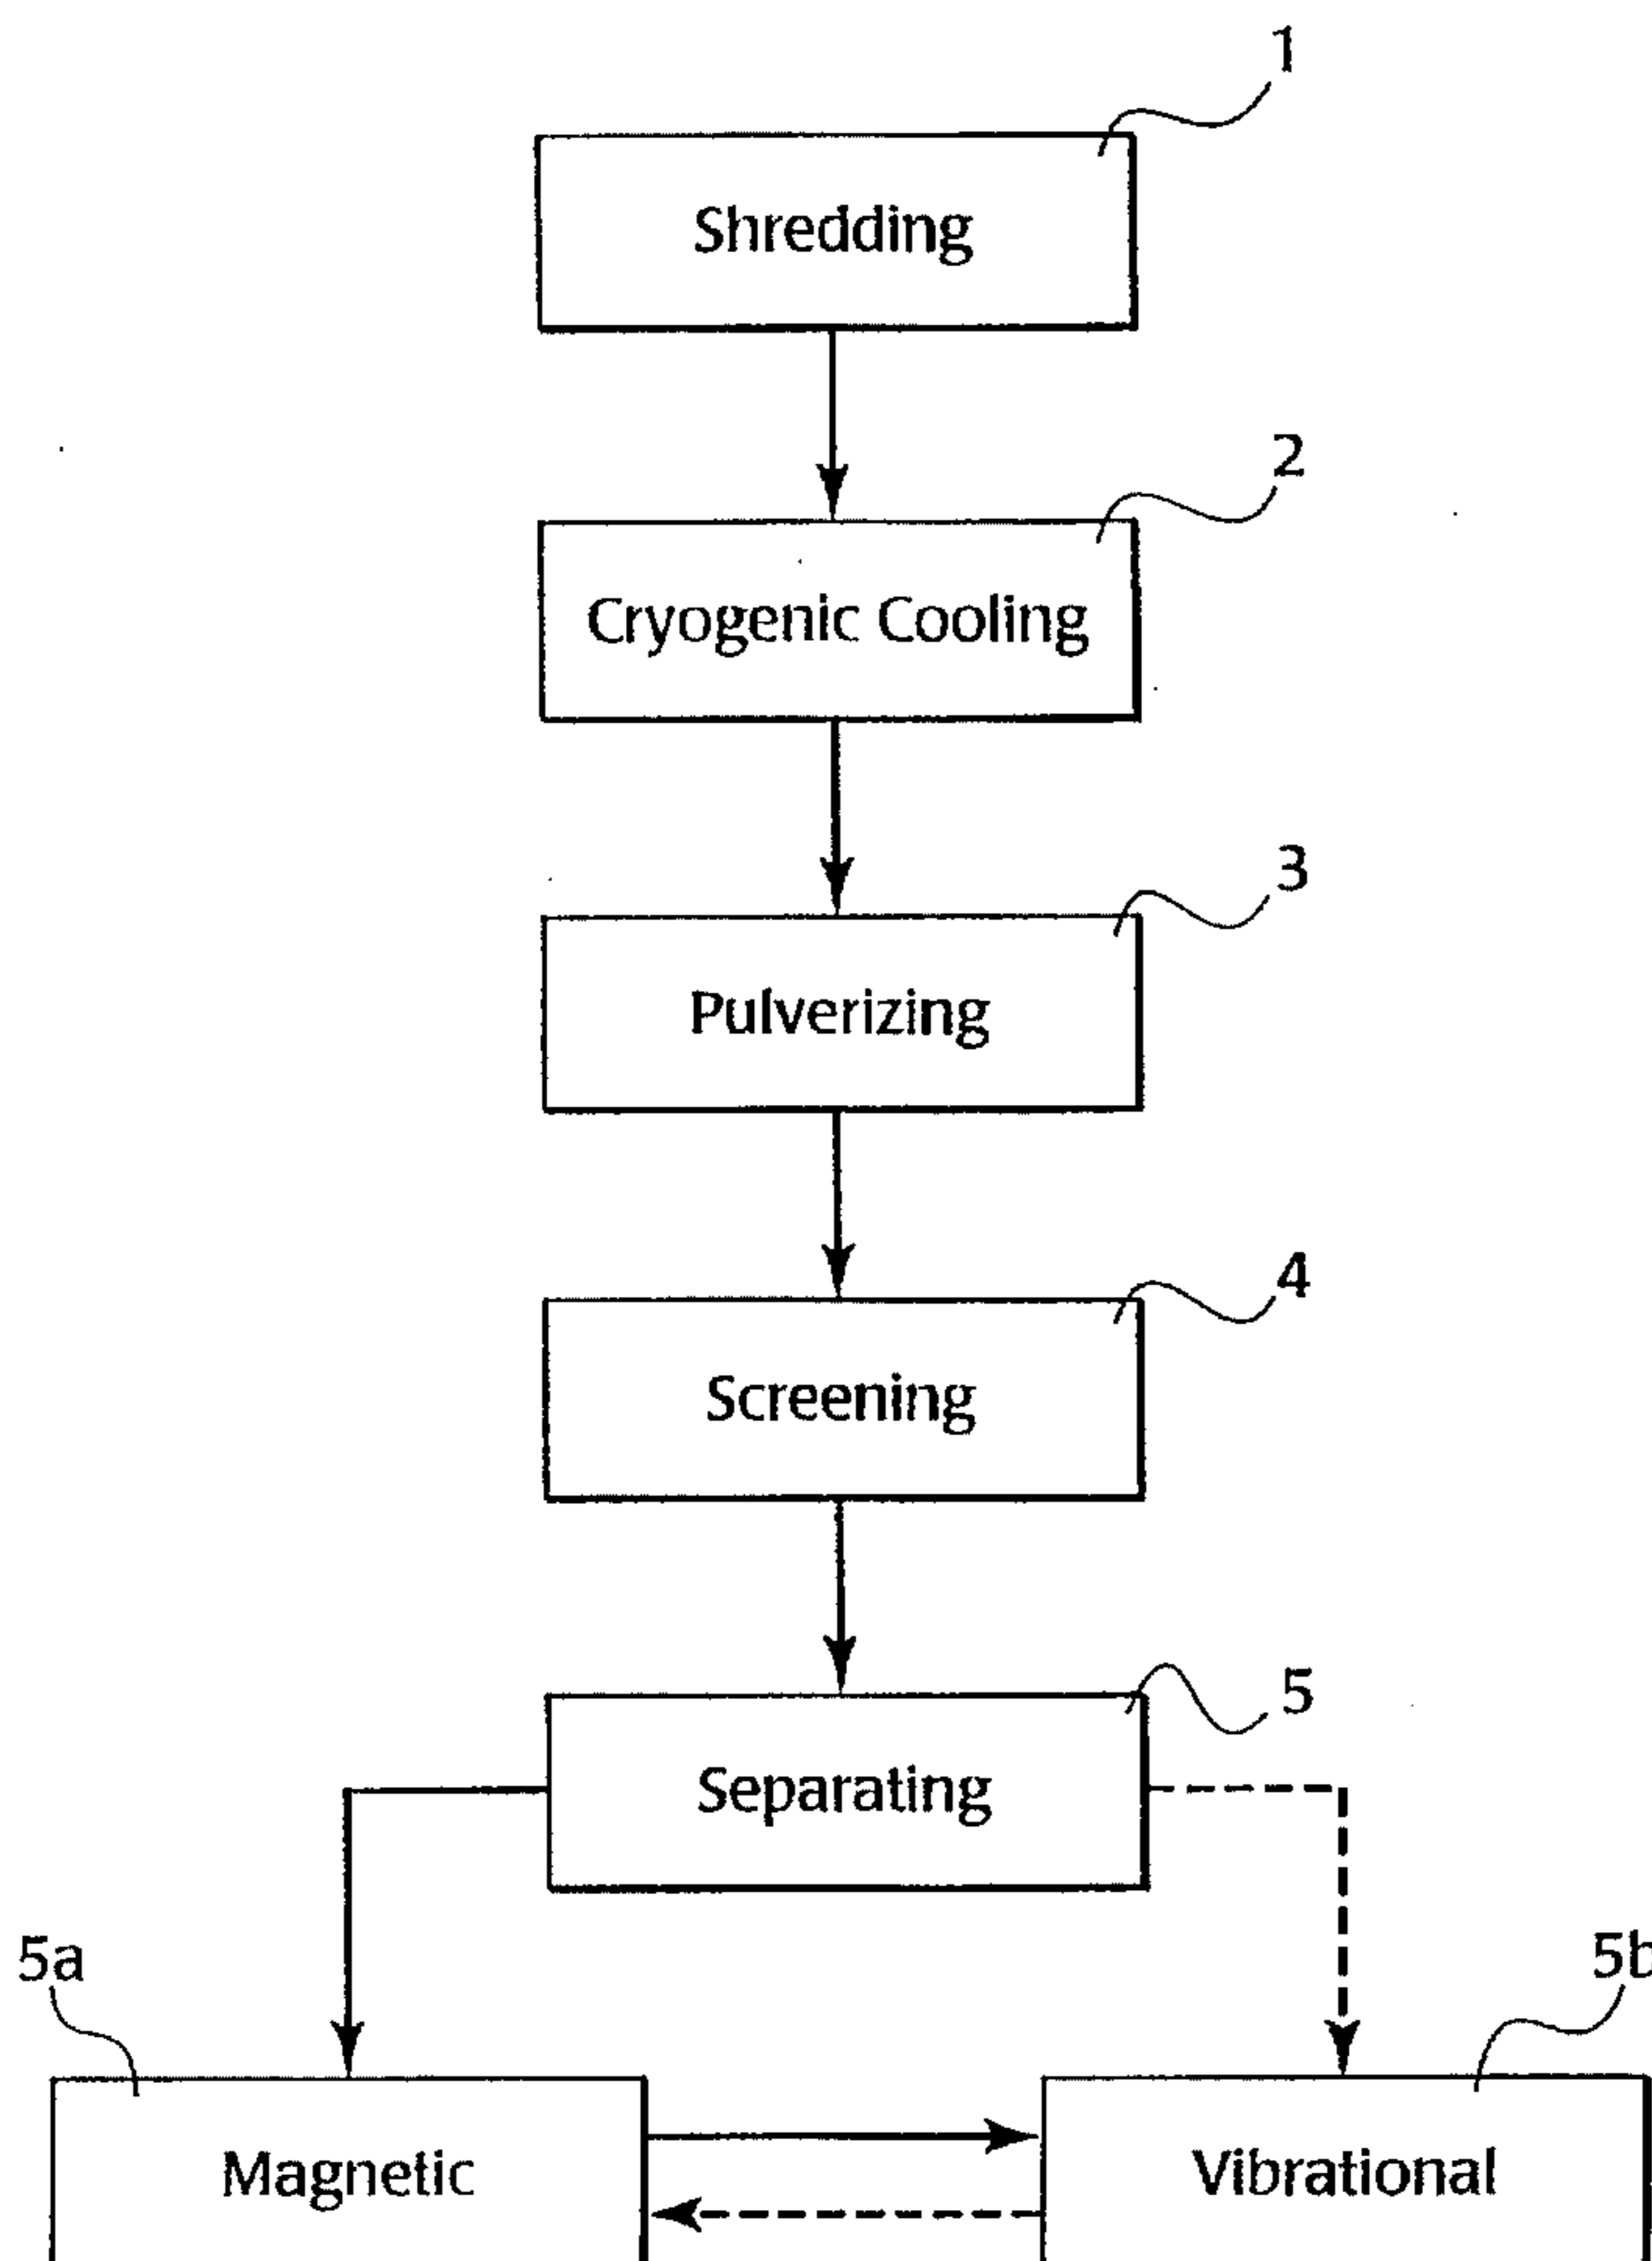 1
Shredding
2
Cryogenic Cooling
3
Pulverizing
4
Screening
5
Separating
5a
5b
Magnetic
Vibrational